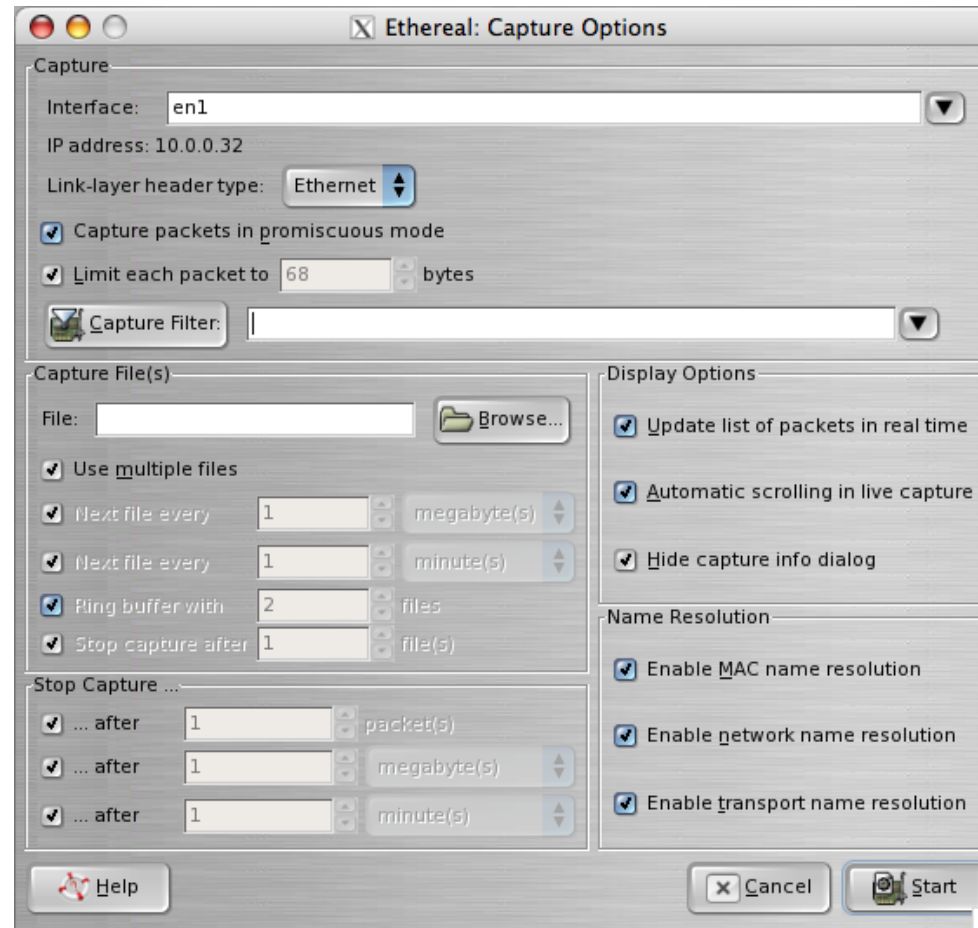 Ethereal: Capture Options
Capture
Interface: en1
IP address: 10.0.0.32
Link-layer header type: Ethernet
Capture packets in promiscuous mode
Limit each packet to 68 bytes
Capture Filter:
Capture File(s)
File: Browse...
Use multiple files
Next file every 1 megabyte(s)
Next file every 1 minute(s)
Ring buffer with 2 files
Stop capture after 1 file(s)
Stop Capture ...
... after 1 packet(s)
... after 1 megabyte(s)
... after 1 minute(s)
Display Options
Update list of packets in real time
Automatic scrolling in live capture
Hide capture info dialog
Name Resolution
Enable MAC name resolution
Enable network name resolution
Enable transport name resolution
Help
Cancel
Start